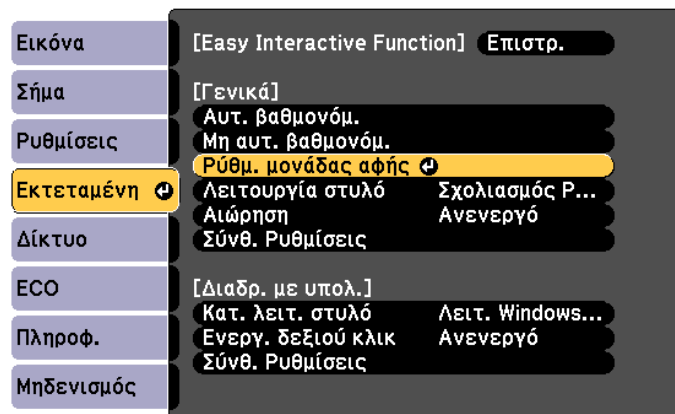 Εικόνα
Σήμα
Ρυθμίσεις
Εκτεταμένη
Δίκτυο
ECO
Πληροφ.
Μηδενισμός
[Easy Interactive Function] Επιστρ.
[Γενικά]
Αυτ. βαθμονόμ.
Μη αυτ. βαθμονόμ.
Ρύθμ. μονάδας αφής
Λειτουργία στυλό Σχολιασμός P...
Αιώρηση Ανενεργό
Σύνθ. Ρυθμίσεις
[Διαδρ. με υπολ.]
Κατ. λειτ. στυλό Λειτ. Windows...
Ενεργ. δεξιού κλικ Ανενεργό
Σύνθ. Ρυθμίσεις